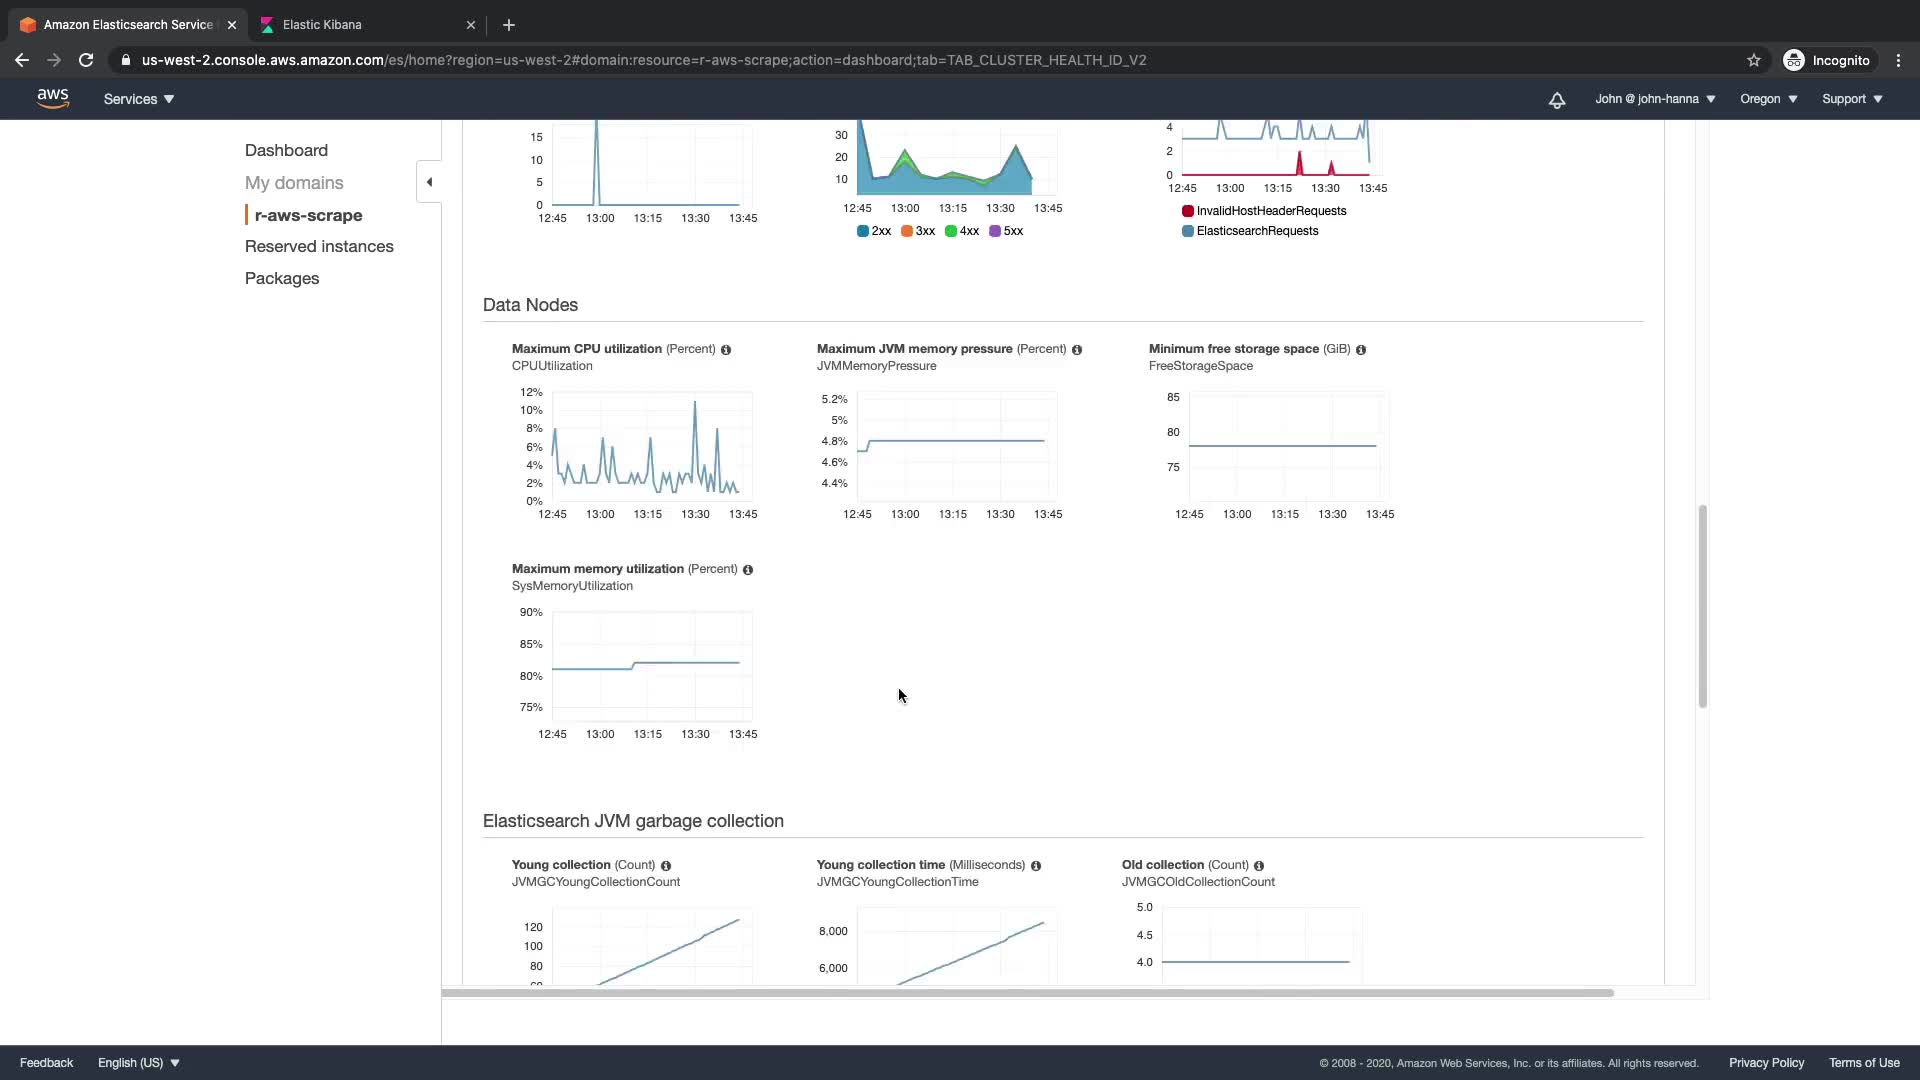 Amazon Elasticsearch Service
Elastic Kibana
us-west-2.console.aws.amazon.com/es/home?region=us-west-2#domain:resource=r-aws-scrape;action=dashboard;tab=TAB_CLUSTER_HEALTH_ID_V2
Incognito
aws
Services
John @ john-hanna
Oregon
Support
Dashboard
My domains
r-aws-scrape
Reserved instances
Packages
15
10
5
0
12:45 13:00 13:15 13:30 13:45
30
20
10
12:45 13:00 13:15 13:30 13:45
2xx 3xx 4xx 5xx
4
2
0
12:45 13:00 13:15 13:30 13:45
InvalidHostHeaderRequests
ElasticsearchRequests
Data Nodes
Maximum CPU utilization (Percent)
CPUUtilization
12%
10%
8%
6%
4%
2%
0%
12:45 13:00 13:15 13:30 13:45
Maximum JVM memory pressure (Percent)
JVMMemoryPressure
5.2%
5%
4.8%
4.6%
4.4%
12:45 13:00 13:15 13:30 13:45
Minimum free storage space (GiB)
FreeStorageSpace
85
80
75
12:45 13:00 13:15 13:30 13:45
Maximum memory utilization (Percent)
SysMemoryUtilization
90%
85%
80%
75%
12:45 13:00 13:15 13:30 13:45
Elasticsearch JVM garbage collection
Young collection (Count)
JVMGCYoungCollectionCount
120
100
80
Young collection time (Milliseconds)
JVMGCYoungCollectionTime
8,000
6,000
Old collection (Count)
JVMGCOldCollectionCount
5.0
4.5
4.0
Feedback
English (US)
© 2008 - 2020, Amazon Web Services, Inc. or its affiliates. All rights reserved.
Privacy Policy
Terms of Use